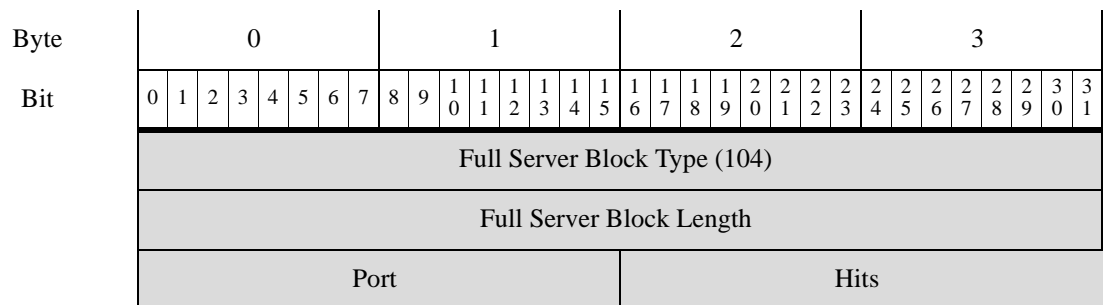 Byte 0 1 2 3
Bit 0 1 2 3 4 5 6 7 8 9 10 11 12 13 14 15 16 17 18 19 20 21 22 23 24 25 26 27 28 29 30 31
Full Server Block Type (104)
Full Server Block Length
Port Hits